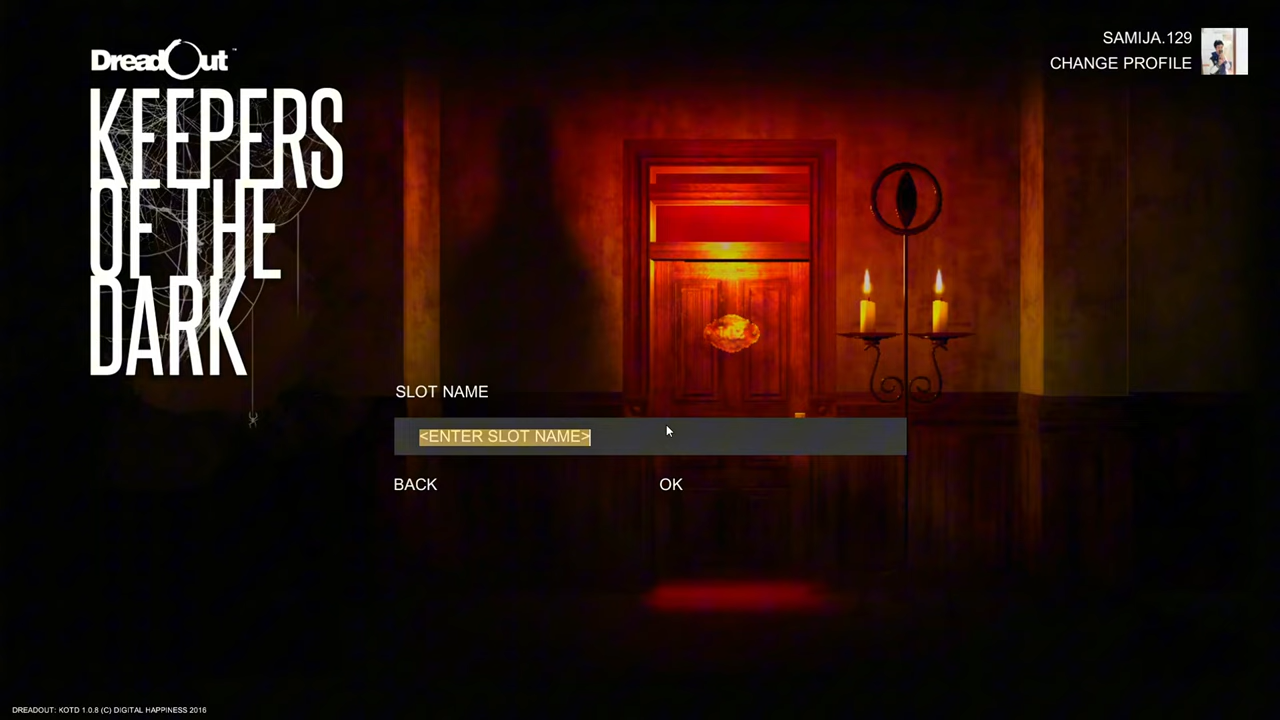 DreadOut™
KEEPERS
OF THE
DARK
SAMIJA.129
CHANGE PROFILE
SLOT NAME
<ENTER SLOT NAME>
BACK
OK
DREADOUT: KOTD 1.0.8 (C) DIGITAL HAPPINESS 2016